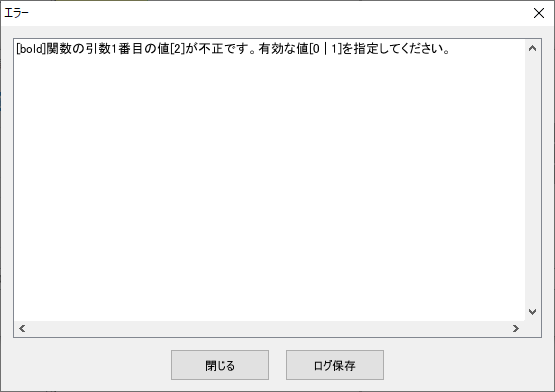 エラー
[bold]関数の引数1番目の値[2]が不正です。有効な値[0 | 1]を指定してください。
閉じる
ログ保存